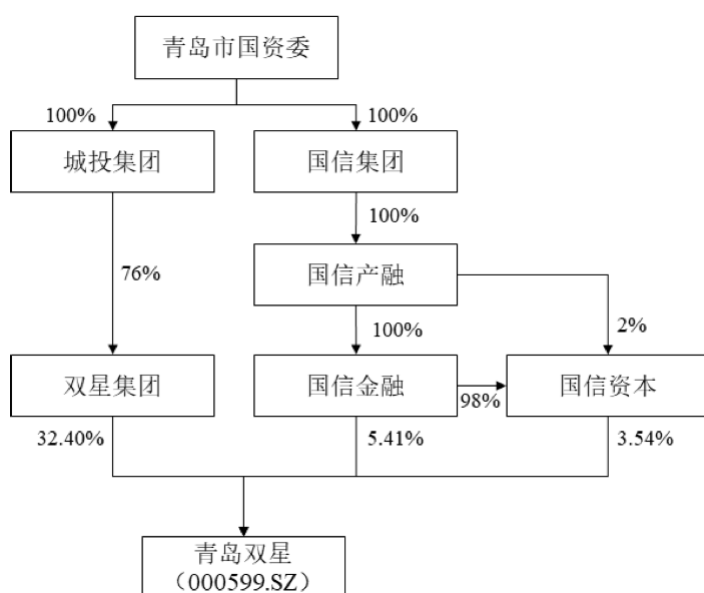 青岛市国资委
100%
100%
城投集团
国信集团
100%
76%
国信产融
100%
2%
双星集团
国信金融
98%
国信资本
32.40%
5.41%
3.54%
青岛双星
（000599.SZ）